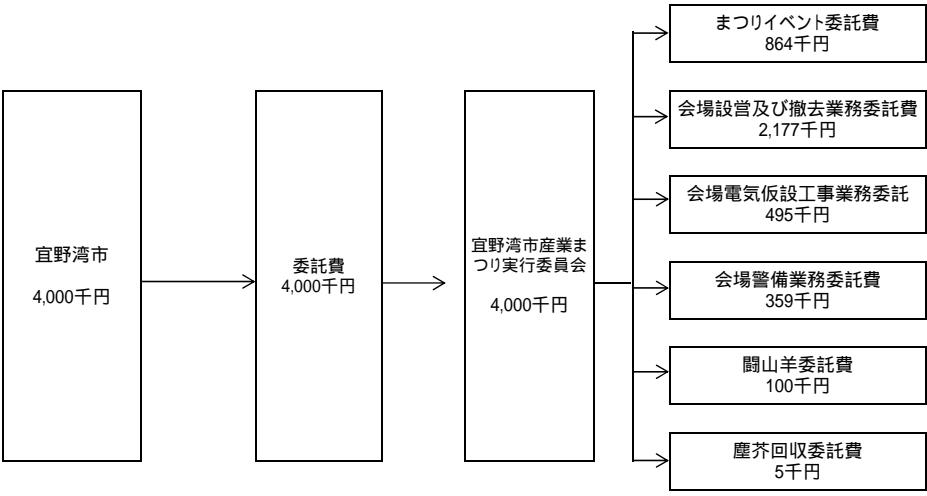 宜野湾市
4,000千円
委託費
4,000千円
宜野湾市産業ま
つり実行委員会
4,000千円
まつりイベント委託費
864千円
会場設営及び撤去業務委託費
2,177千円
会場電気仮設工事業務委託
495千円
会場警備業務委託費
359千円
闘山羊委託費
100千円
塵芥回収委託費
5千円